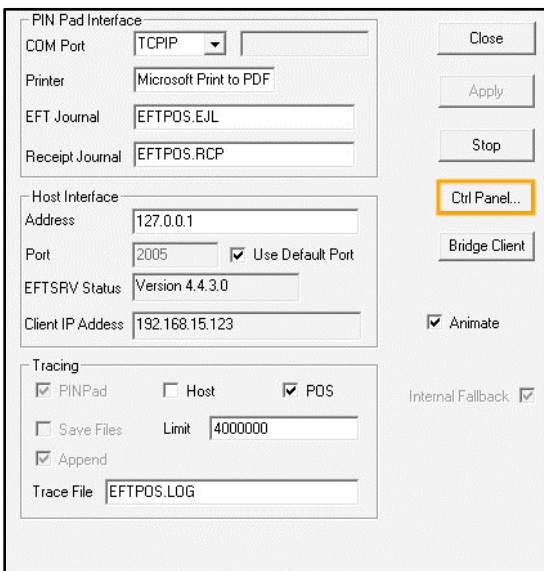 PIN Pad Interface
COM Port TCPIP
Printer Microsoft Print to PDF
EFT Journal EFTPOS.EJL
Receipt Journal EFTPOS.RCP
Host Interface
Address 127.0.0.1
Port 2005 Use Default Port
EFTSRV Status Version 4.4.3.0
Client IP Addess 192.168.15.123
Tracing
PINPad Host POS
Save Files Limit 4000000
Append
Trace File EFTPOS.LOG
Close
Apply
Stop
Ctrl Panel...
Bridge Client
Animate
Internal Fallback